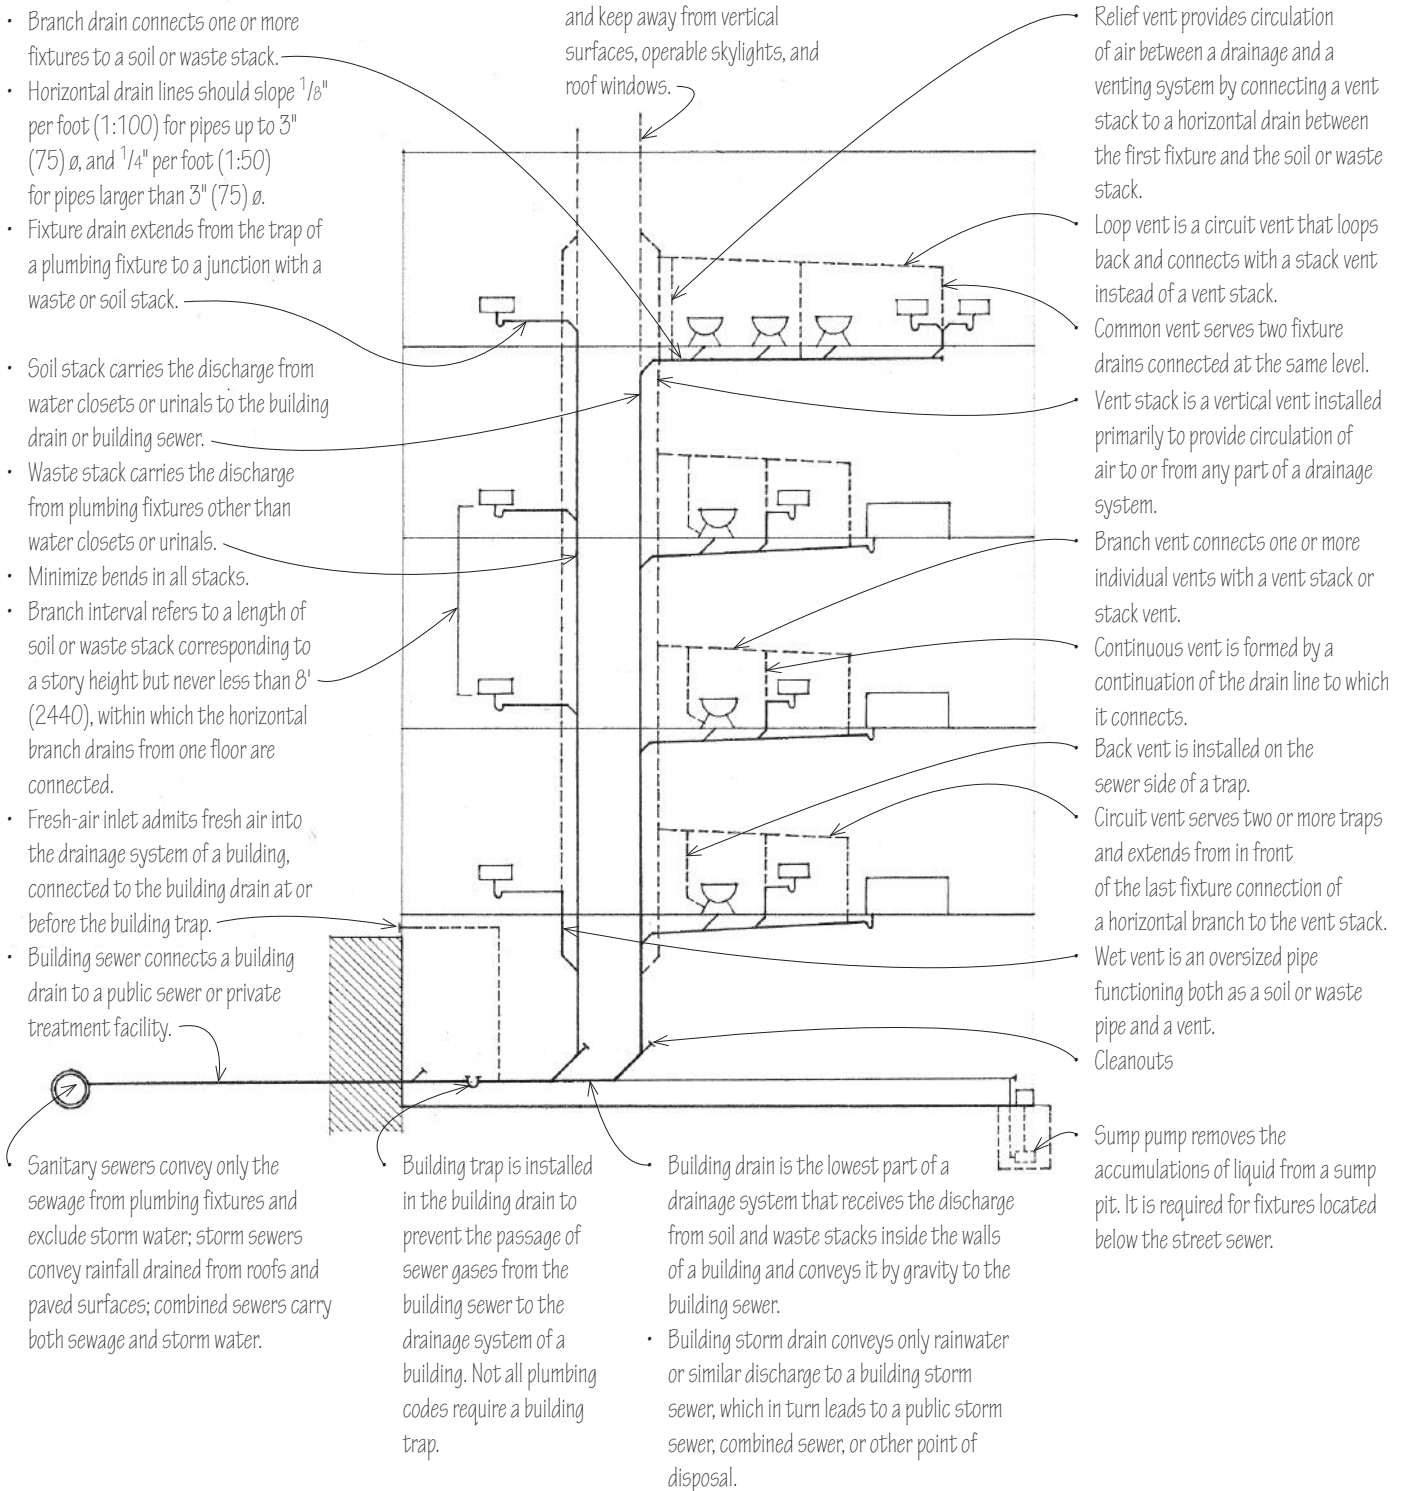 • Branch drain connects one or more
fixtures to a soil or waste stack.
• Horizontal drain lines should slope 1/8"
per foot (1:100) for pipes up to 3"
(75) ø, and 1/4" per foot (1:50)
for pipes larger than 3" (75) ø.
• Fixture drain extends from the trap of
a plumbing fixture to a junction with a
waste or soil stack.
• Soil stack carries the discharge from
water closets or urinals to the building
drain or building sewer.
• Waste stack carries the discharge
from plumbing fixtures other than
water closets or urinals.
• Minimize bends in all stacks.
• Branch interval refers to a length of
soil or waste stack corresponding to
a story height but never less than 8'
(2440), within which the horizontal
branch drains from one floor are
connected.
• Fresh-air inlet admits fresh air into
the drainage system of a building,
connected to the building drain at or
before the building trap.
• Building sewer connects a building
drain to a public sewer or private
treatment facility.
• Sanitary sewers convey only the
sewage from plumbing fixtures and
exclude storm water; storm sewers
convey rainfall drained from roofs and
paved surfaces; combined sewers carry
both sewage and storm water.
and keep away from vertical
surfaces, operable skylights, and
roof windows.
• Building trap is installed
in the building drain to
prevent the passage of
sewer gases from the
building sewer to the
drainage system of a
building. Not all plumbing
codes require a building
trap.
• Building drain is the lowest part of a
drainage system that receives the discharge
from soil and waste stacks inside the walls
of a building and conveys it by gravity to the
building sewer.
• Building storm drain conveys only rainwater
or similar discharge to a building storm
sewer, which in turn leads to a public storm
sewer, combined sewer, or other point of
disposal.
• Relief vent provides circulation
of air between a drainage and a
venting system by connecting a vent
stack to a horizontal drain between
the first fixture and the soil or waste
stack.
• Loop vent is a circuit vent that loops
back and connects with a stack vent
instead of a vent stack.
• Common vent serves two fixture
drains connected at the same level.
• Vent stack is a vertical vent installed
primarily to provide circulation of
air to or from any part of a drainage
system.
• Branch vent connects one or more
individual vents with a vent stack or
stack vent.
• Continuous vent is formed by a
continuation of the drain line to which
it connects.
• Back vent is installed on the
sewer side of a trap.
• Circuit vent serves two or more traps
and extends from in front
of the last fixture connection of
a horizontal branch to the vent stack.
• Wet vent is an oversized pipe
functioning both as a soil or waste
pipe and a vent.
• Cleanouts
• Sump pump removes the
accumulations of liquid from a sump
pit. It is required for fixtures located
below the street sewer.